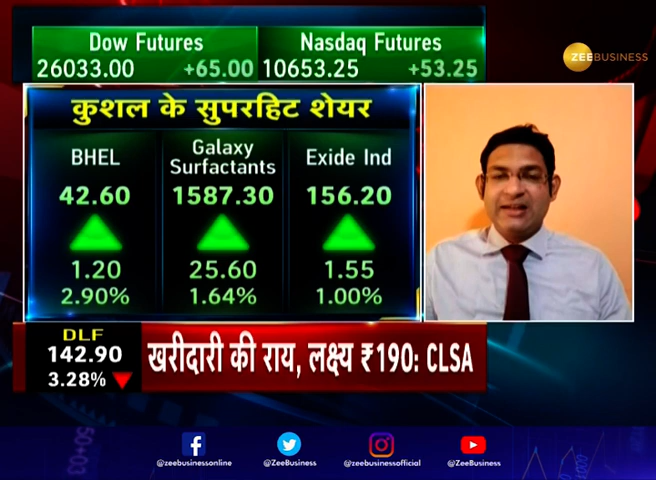 Dow Futures
26033.00 +65.00
Nasdaq Futures
10653.25 +53.25
ZEEBUSINESS
कुशल के सुपरहिट शेयर
BHEL
42.60
1.20
2.90%
Galaxy
Surfactants
1587.30
25.60
1.64%
Exide Ind
156.20
1.55
1.00%
DLF
142.90
3.28%
खरीदारी की राय, लक्ष्य ₹190: CLSA
@zeebusinessonline
@ZeeBusiness
@zeebusinessofficial
@ZeeBusiness
50+03